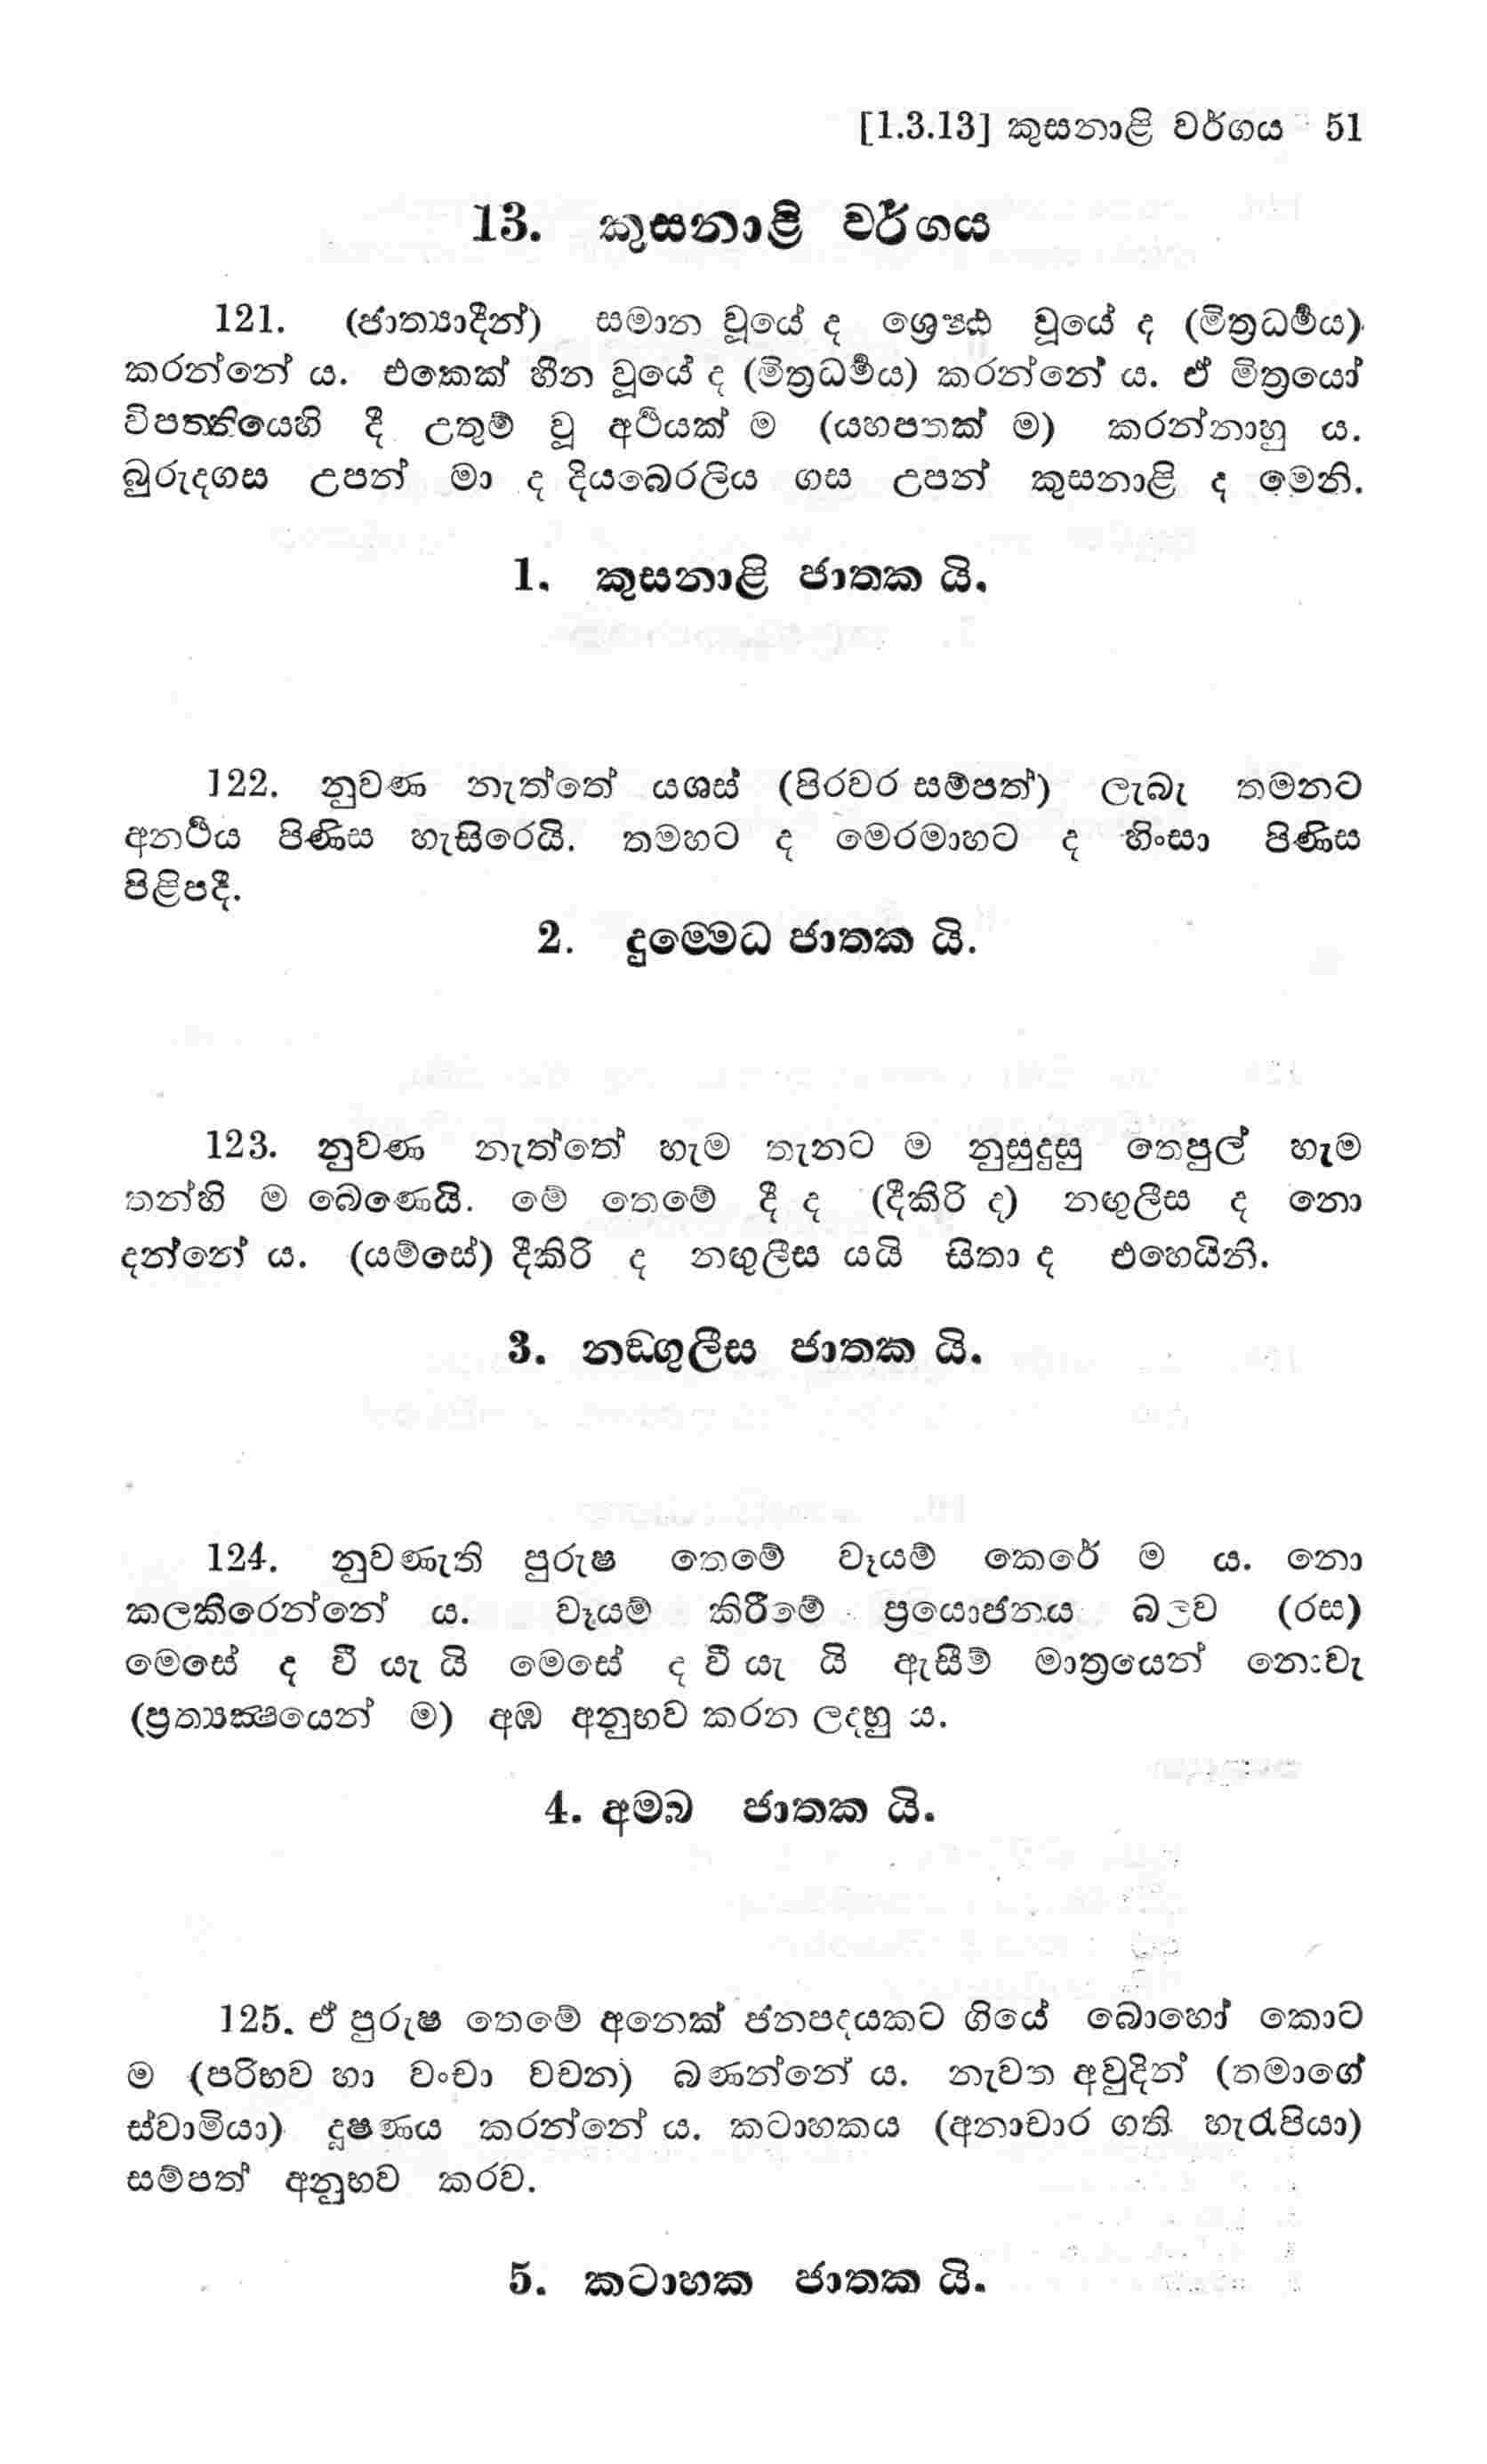 [1.3.13] කුසනාළි වර්ගය 51
13. කුසනාළි වර්ගය
121. (ජාත්‍යාදීන්) සමාන වූයේ ද ශ්‍රෙෂ්ඨ වූයේ ද (මිත්‍රධර්‍මය)
කරන්නේ ය. එකෙක් හීන වූයේ ද (මිත්‍රධර්‍මය) කරන්නේ ය. ඒ මිත්‍රයෝ
විපත්තියෙහි දී උතුම් වූ අර්‍ථයක් ම (යහපතක් ම) කරන්නාහු ය.
බුරුදගස උපන් මා ද දියබෙරලිය ගස උපන් කුසනාළි ද මෙනි.
1. කුසනාළි ජාතක යි.
122. නුවණ නැත්තේ යශස් (පිරවර සම්පත්) ලැබැ තමනට
අනර්‍ථය පිණිස හැසිරෙයි. තමහට ද මෙරමාහට ද හිංසා පිණිස
පිළිපදී.
2. දුම්මෙධ ජාතක යි.
123. නුවණ නැත්තේ හැම තැනට ම නුසුදුසු තෙපුල් හැම
තන්හි ම බෙණෙයි. මේ තෙමේ දී ද (දීකිරි ද) නඟුලීස ද නො
දන්නේ ය. (යම්සේ) දීකිරි ද නඟුලීස යයි සිතා ද එහෙයිනි.
3. නඞ්ගුලීස ජාතක යි.
124. නුවණැති පුරුෂ තෙමේ වෑයම් කෙරේ ම ය. නො
කලකිරෙන්නේ ය. වෑයම් කිරීමේ ප්‍රයොජනය (රස)
මෙසේ ද වී යැ යි මෙසේ ද වී යැ යි ඇසීම් මාත්‍රයෙන් නොවැ
(ප්‍රත්‍යක්‍ෂයෙන් ම) අඹ අනුභව කරන ලදහු ය.
4. අම්බ ජාතක යි.
125. ඒ පුරුෂ තෙමේ අනෙක් ජනපදයකට ගියේ බොහෝ කොට
ම (පරිභව හා වංචා වචන) බණන්නේ ය. නැවත අවුදින් (තමාගේ
ස්වාමියා) දූෂණය කරන්නේ ය. කටාහකය (අනාචාර ගති හැරැපියා)
සම්පත් අනුභව කරව.
5. කටාහක ජාතක යි.